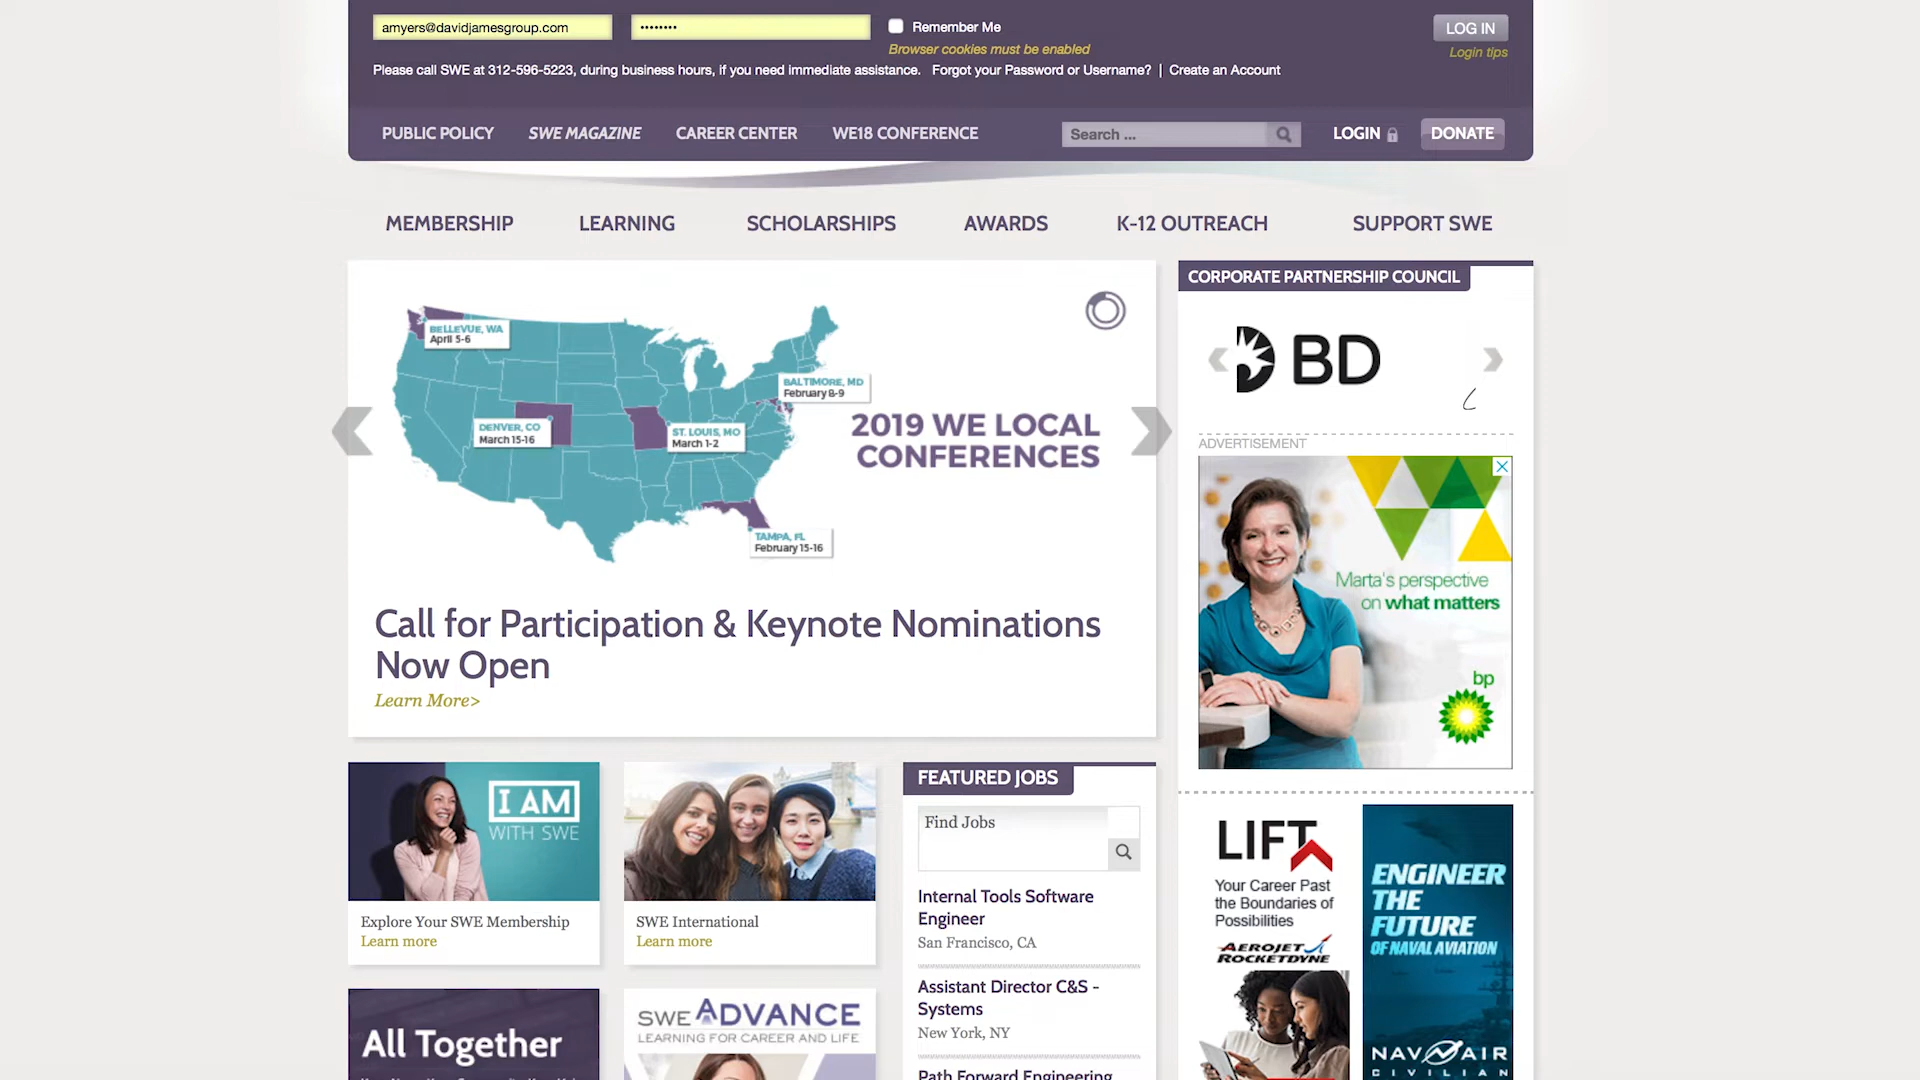 amyers@davidjamesgroup.com
••••••••
Remember Me
LOG IN
Browser cookies must be enabled
Login tips
Please call SWE at 312-596-5223, during business hours, if you need immediate assistance. Forgot your Password or Username? | Create an Account
PUBLIC POLICY SWE MAGAZINE CAREER CENTER WE18 CONFERENCE
Search ...
LOGIN
DONATE
MEMBERSHIP LEARNING SCHOLARSHIPS AWARDS K-12 OUTREACH SUPPORT SWE
BELLEVUE, WA
April 5-6
BALTIMORE, MD
February 8-9
DENVER, CO
March 15-16
ST. LOUIS, MO
March 1-2
TAMPA, FL
February 15-16
2019 WE LOCAL
CONFERENCES
Call for Participation & Keynote Nominations
Now Open
Learn More>
CORPORATE PARTNERSHIP COUNCIL
BD
ADVERTISEMENT
Marta's perspective
on what matters
bp
I AM
WITH SWE
Explore Your SWE Membership
Learn more
SWE International
Learn more
FEATURED JOBS
Find Jobs
Internal Tools Software
Engineer
San Francisco, CA
Assistant Director C&S -
Systems
New York, NY
Path Forward Engineering
All Together
SWE ADVANCE
LEARNING FOR CAREER AND LIFE
LIFT
Your Career Past
the Boundaries of
Possibilities
AEROJET
ROCKETDYNE
ENGINEER
THE
FUTURE
OF NAVAL AVIATION
NAVAIR
CIVILIAN